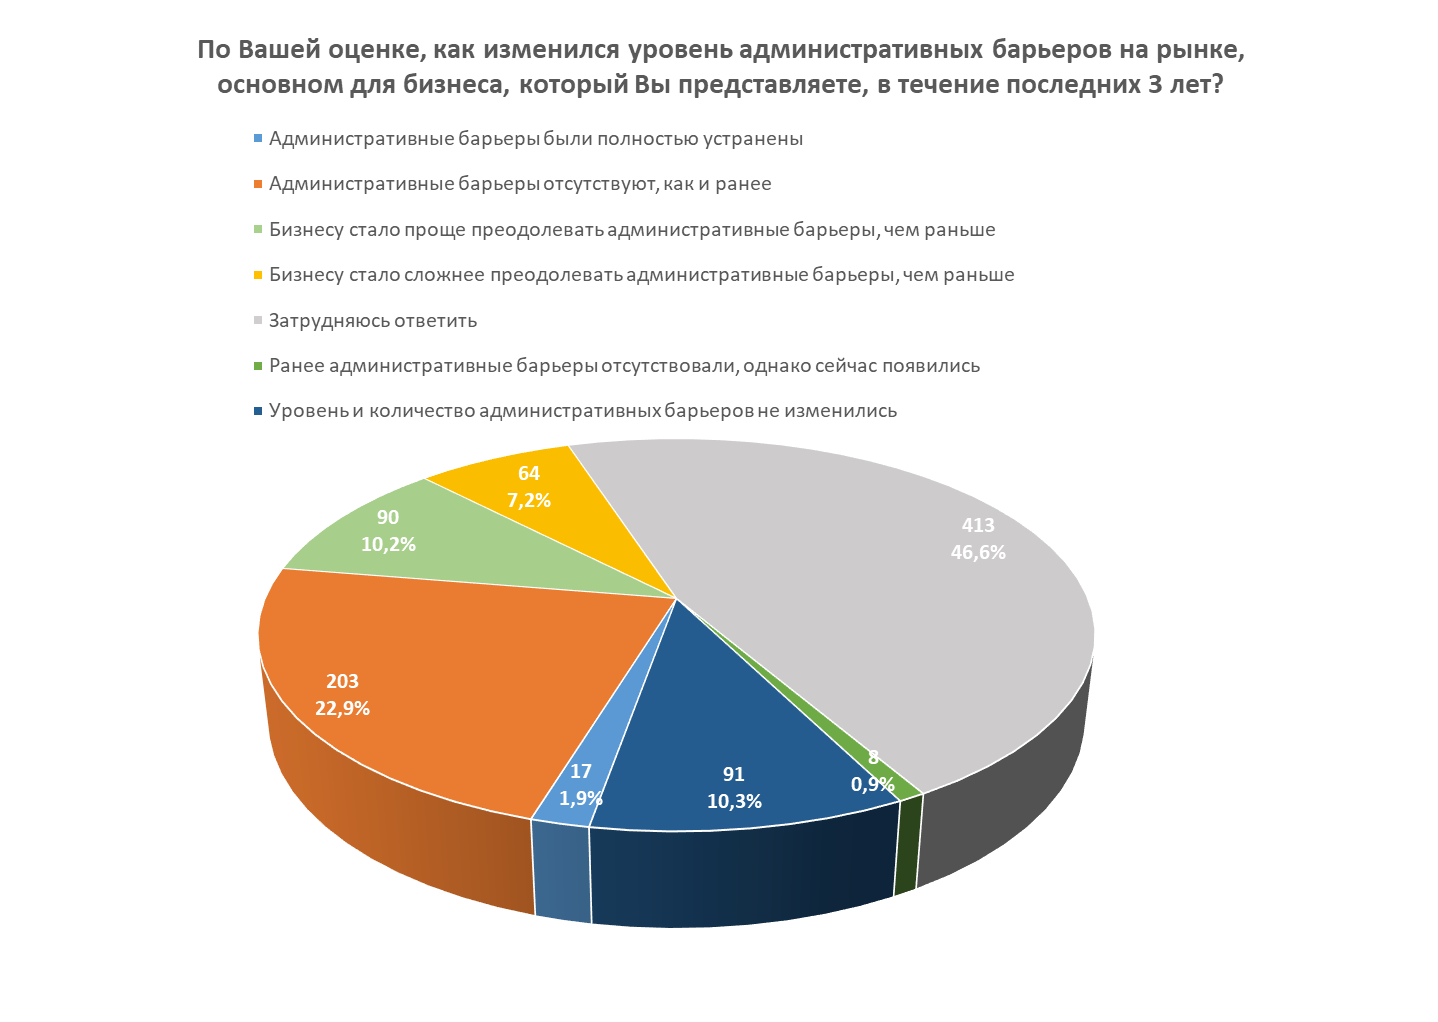 По Вашей оценке, как изменился уровень административных барьеров на рынке,
основном для бизнеса, который Вы представляете, в течение последних 3 лет?
Административные барьеры были полностью устранены
Административные барьеры отсутствуют, как и ранее
Бизнесу стало проще преодолевать административные барьеры, чем раньше
Бизнесу стало сложнее преодолевать административные барьеры, чем раньше
Затрудняюсь ответить
Ранее административные барьеры отсутствовали, однако сейчас появились
Уровень и количество административных барьеров не изменились
64
7,2%
90
10,2%
413
46,6%
203
22,9%
17
1,9%
91
10,3%
8
0,9%